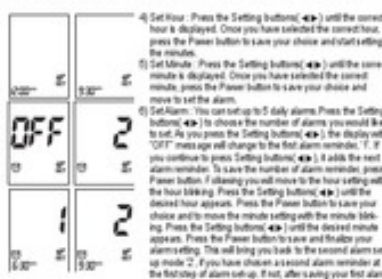 4) Set Hour : Press the Setting buttons( ◀▶ ) until the correct
hour is displayed. Once you have selected the correct hour,
press the Power button to save your choice and start setting
the minutes.
5) Set Minute : Press the Setting buttons( ◀▶ ) until the correct
minute is displayed. Once you have selected the correct
minute, press the Power button to save your choice and
move to set the alarm.
6) Set Alarm : You can set up to 5 daily alarms. Press the Setting
buttons( ◀▶ ) to choose the number of alarms you would like
to set. As you press the Setting buttons( ◀▶ ), the display with
"OFF" message will change to the first alarm reminder, '1'. If
you continue to press Setting buttons( ◀▶ ), it adds the next
alarm reminder. To save the number of alarm reminder, press
Power button. Following you will move to the hour setting with
the hour blinking. Press the Setting buttons( ◀▶ ) until the
desired hour appears. Press the Power button to save your
choice and to move the minute setting with the minute blink-
ing. Press the Setting buttons( ◀▶ ) until the desired minute
appears. Press the Power button to save and finalize your
alarm setting. This will bring you back to the second alarm set
up mode '2', if you have chosen a second alarm reminder at
the first step of alarm set up. If not, after saving your first alarm
OFF
2
1
2